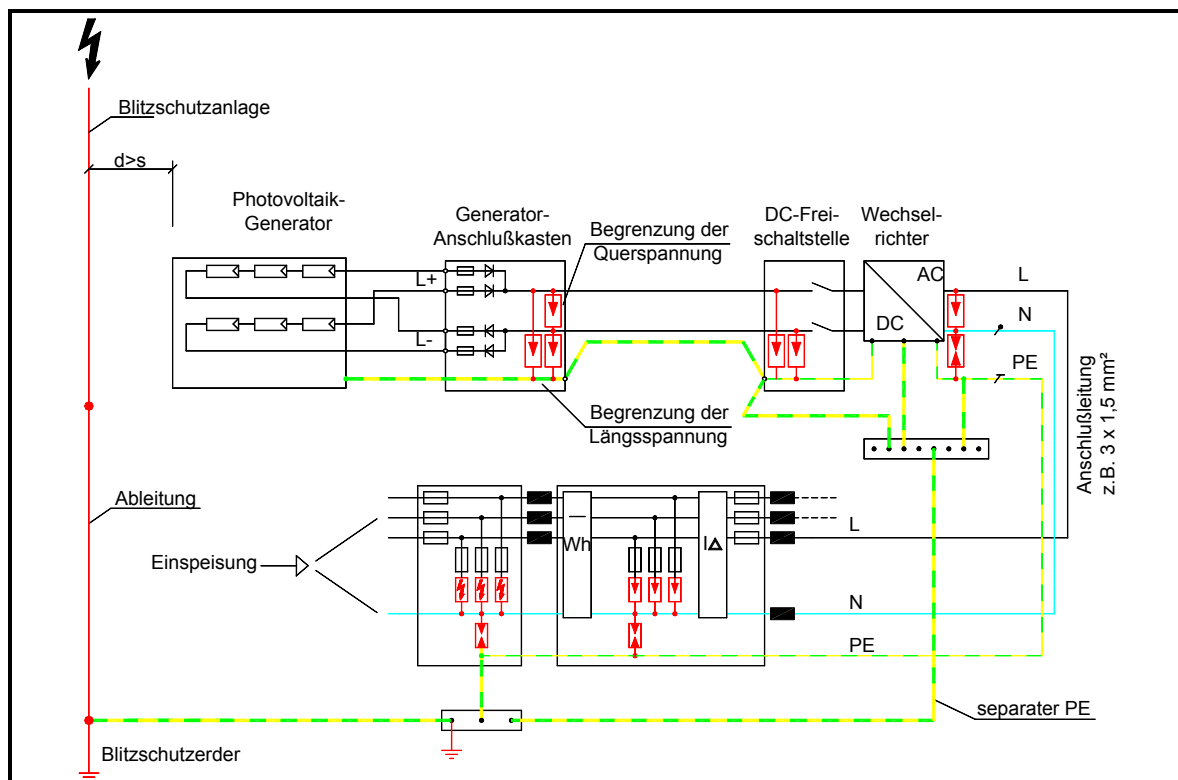 Blitzschutzanlage
d>s
Photovoltaik-
Generator
Generator-
Anschlußkasten
Begrenzung der
Querspannung
DC-Frei-
schaltstelle
Wechsel-
richter
L+
L-
AC
DC
L
N
PE
Anschlußleitung
z.B. 3 x 1,5 mm²
Begrenzung der
Längsspannung
Ableitung
Einspeisung
Wh
IΔ
L
N
PE
separater PE
Blitzschutzerder